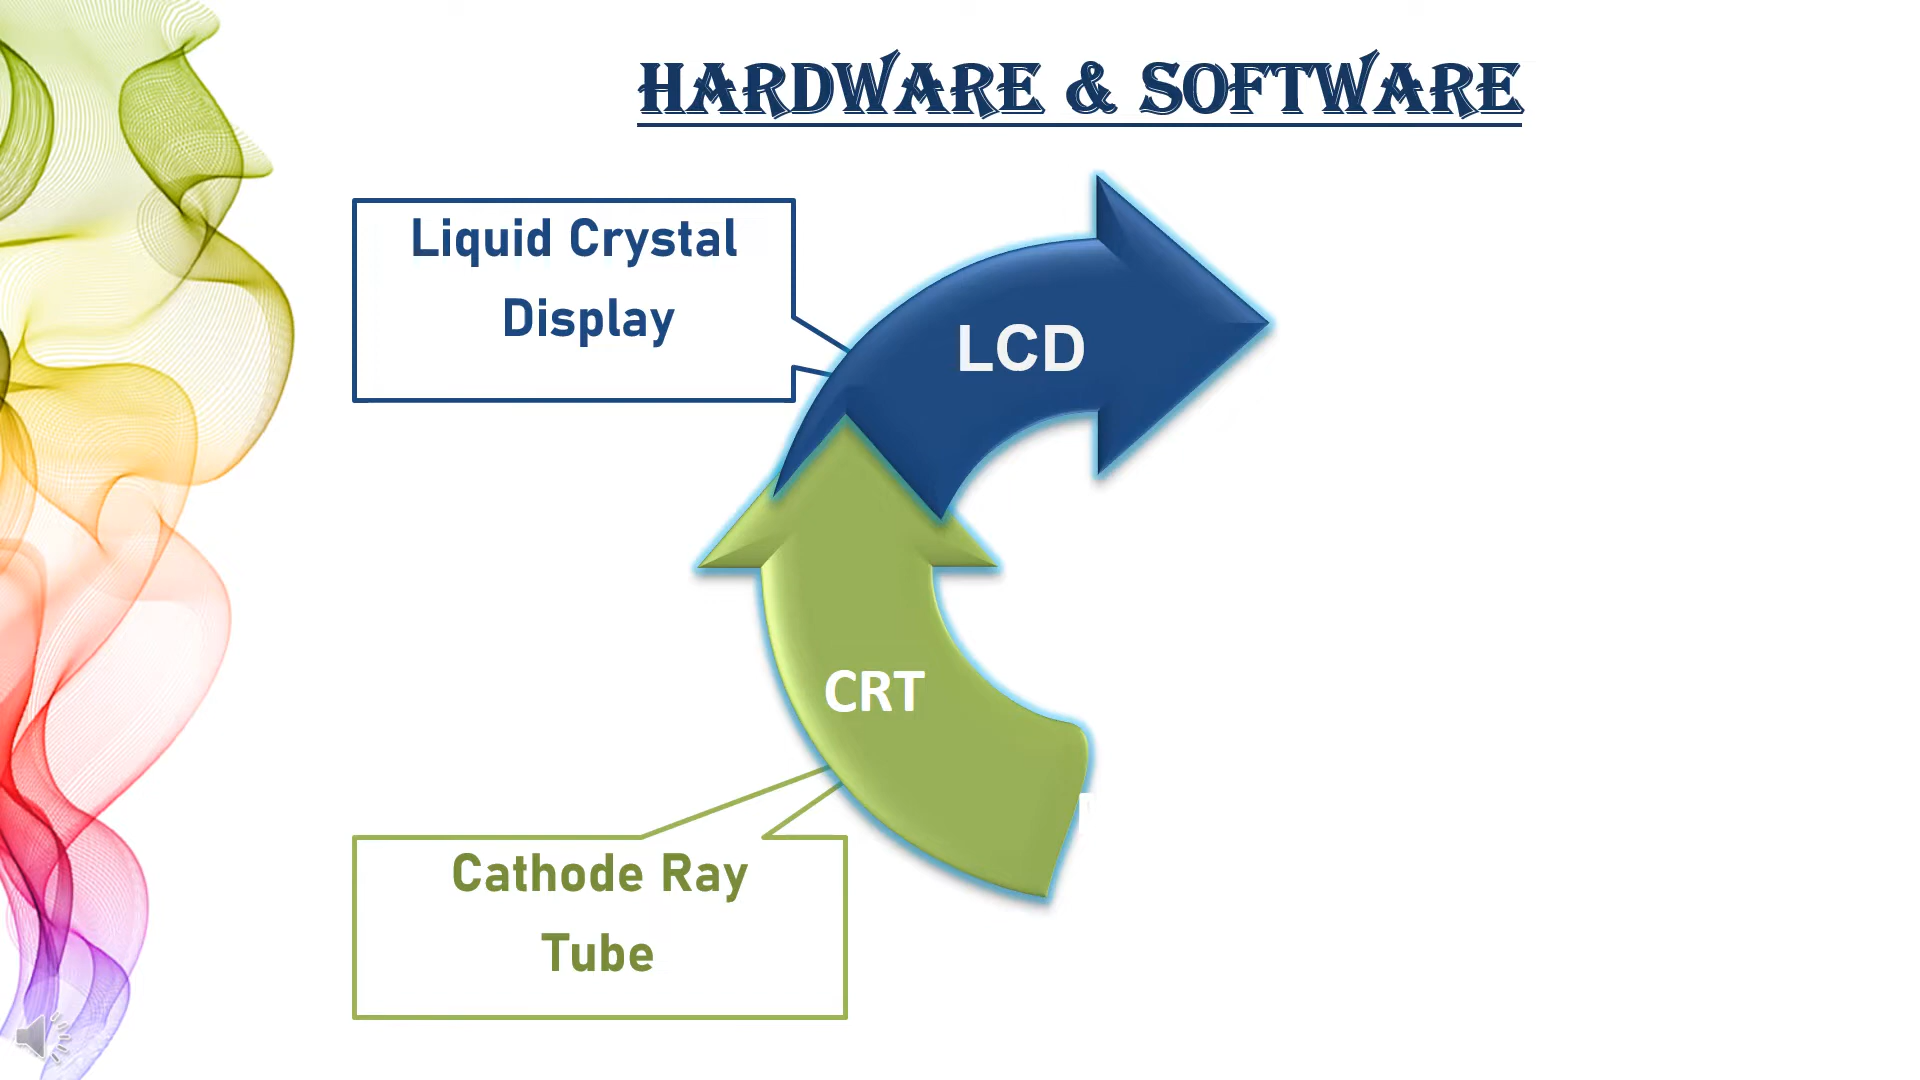 HARDWARE & SOFTWARE
Liquid Crystal
Display
LCD
CRT
Cathode Ray
Tube